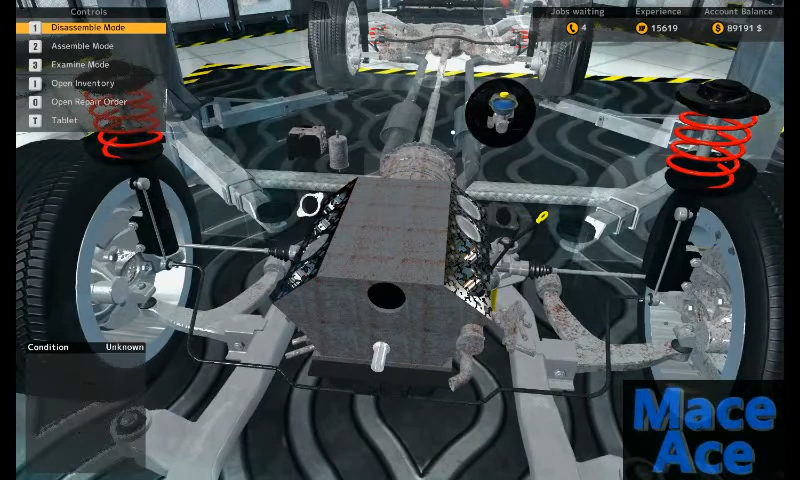 Controls
1 Disassemble Mode
2 Assemble Mode
3 Examine Mode
I Open Inventory
O Open Repair Order
T Tablet
Jobs waiting Experience Account Balance
4 XP 15619 $ 89191 $
Condition Unknown
Mace
Ace